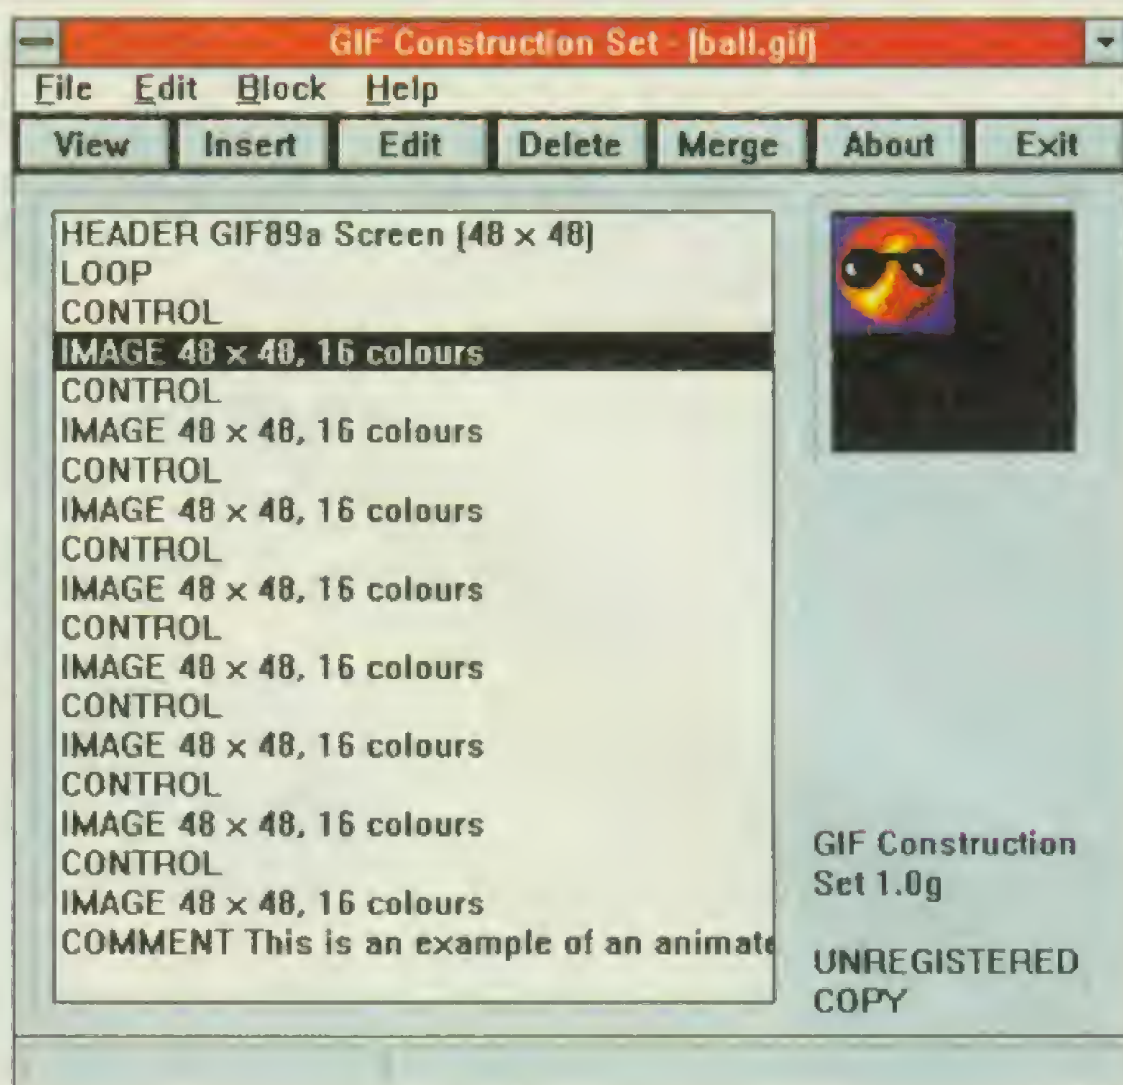 GIF Construction Set - [ball.gif]
File Edit Block Help
View Insert Edit Delete Merge About Exit
HEADER GIF89a Screen (48 x 48)
LOOP
CONTROL
IMAGE 48 x 48, 16 colours
CONTROL
IMAGE 48 x 48, 16 colours
CONTROL
IMAGE 48 x 48, 16 colours
CONTROL
IMAGE 48 x 48, 16 colours
CONTROL
IMAGE 48 x 48, 16 colours
CONTROL
IMAGE 48 x 48, 16 colours
CONTROL
IMAGE 48 x 48, 16 colours
CONTROL
IMAGE 48 x 48, 16 colours
COMMENT This is an example of an animate
GIF Construction
Set 1.0g
UNREGISTERED
COPY